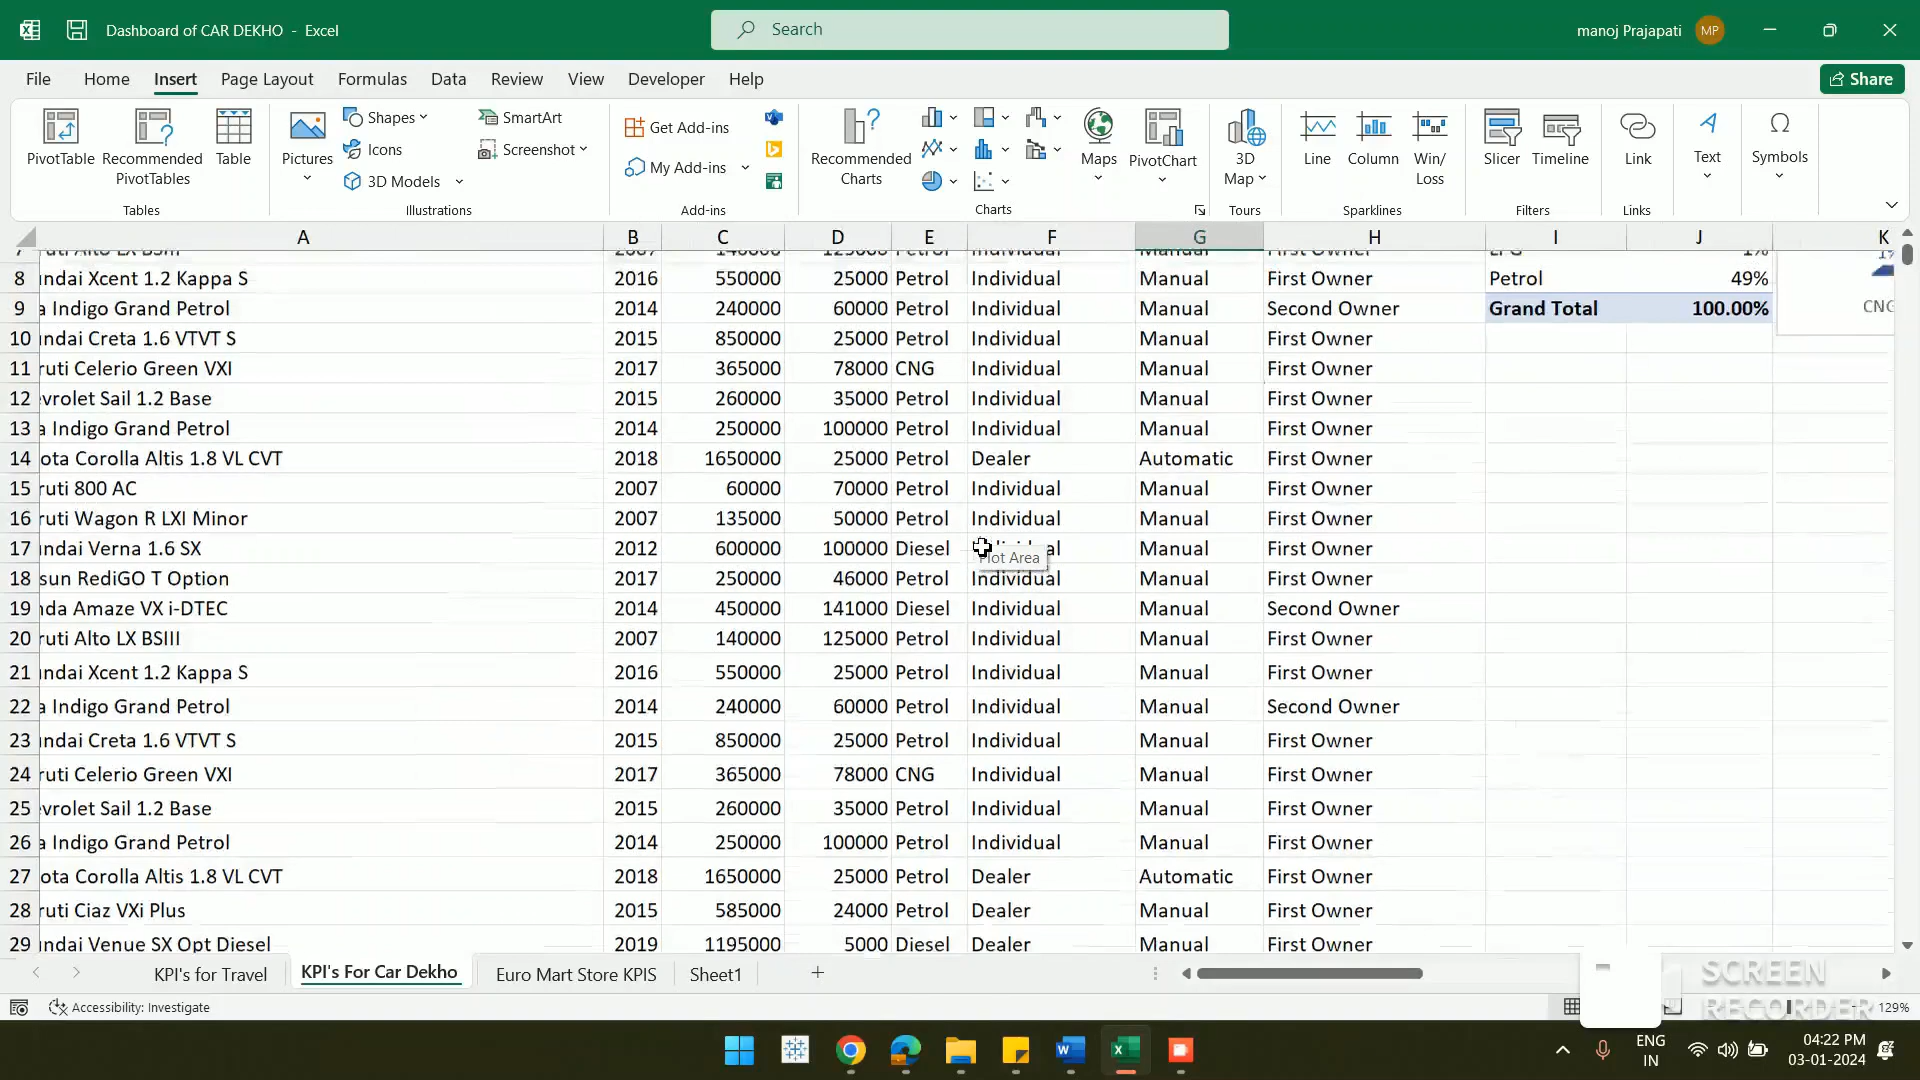 Dashboard of CAR DEKHO - Excel
Search
manoj Prajapati MP
File Home Insert Page Layout Formulas Data Review View Developer Help
Share
PivotTable
Recommended PivotTables
Table
Tables
Pictures
Shapes
Icons
3D Models
SmartArt
Screenshot
Illustrations
Get Add-ins
My Add-ins
Add-ins
Recommended Charts
Maps
PivotChart
Charts
3D Map
Tours
Line
Column
Win/Loss
Sparklines
Slicer
Timeline
Filters
Link
Links
Text
Symbols
A B C D E F G H I J K
8 undai Xcent 1.2 Kappa S 2016 550000 25000 Petrol Individual Manual First Owner Petrol 49%
9 a Indigo Grand Petrol 2014 240000 60000 Petrol Individual Manual Second Owner Grand Total 100.00% CNG
10 undai Creta 1.6 VTVT S 2015 850000 25000 Petrol Individual Manual First Owner
11 ruti Celerio Green VXI 2017 365000 78000 CNG Individual Manual First Owner
12 evrolet Sail 1.2 Base 2015 260000 35000 Petrol Individual Manual First Owner
13 a Indigo Grand Petrol 2014 250000 100000 Petrol Individual Manual First Owner
14 ota Corolla Altis 1.8 VL CVT 2018 1650000 25000 Petrol Dealer Automatic First Owner
15 ruti 800 AC 2007 60000 70000 Petrol Individual Manual First Owner
16 ruti Wagon R LXI Minor 2007 135000 50000 Petrol Individual Manual First Owner
17 undai Verna 1.6 SX 2012 600000 100000 Diesel Manual First Owner
Plot Area
18 sun RediGO T Option 2017 250000 46000 Petrol Individual Manual First Owner
19 nda Amaze VX i-DTEC 2014 450000 141000 Diesel Individual Manual Second Owner
20 ruti Alto LX BSIII 2007 140000 125000 Petrol Individual Manual First Owner
21 undai Xcent 1.2 Kappa S 2016 550000 25000 Petrol Individual Manual First Owner
22 a Indigo Grand Petrol 2014 240000 60000 Petrol Individual Manual Second Owner
23 undai Creta 1.6 VTVT S 2015 850000 25000 Petrol Individual Manual First Owner
24 ruti Celerio Green VXI 2017 365000 78000 CNG Individual Manual First Owner
25 evrolet Sail 1.2 Base 2015 260000 35000 Petrol Individual Manual First Owner
26 a Indigo Grand Petrol 2014 250000 100000 Petrol Individual Manual First Owner
27 ota Corolla Altis 1.8 VL CVT 2018 1650000 25000 Petrol Dealer Automatic First Owner
28 ruti Ciaz VXi Plus 2015 585000 24000 Petrol Dealer Manual First Owner
29 undai Venue SX Opt Diesel 2019 1195000 5000 Diesel Dealer Manual First Owner
KPI's for Travel KPI's For Car Dekho Euro Mart Store KPIS Sheet1
SCREEN
RECORDER
Accessibility: Investigate
129%
ENG
IN
04:22 PM
03-01-2024